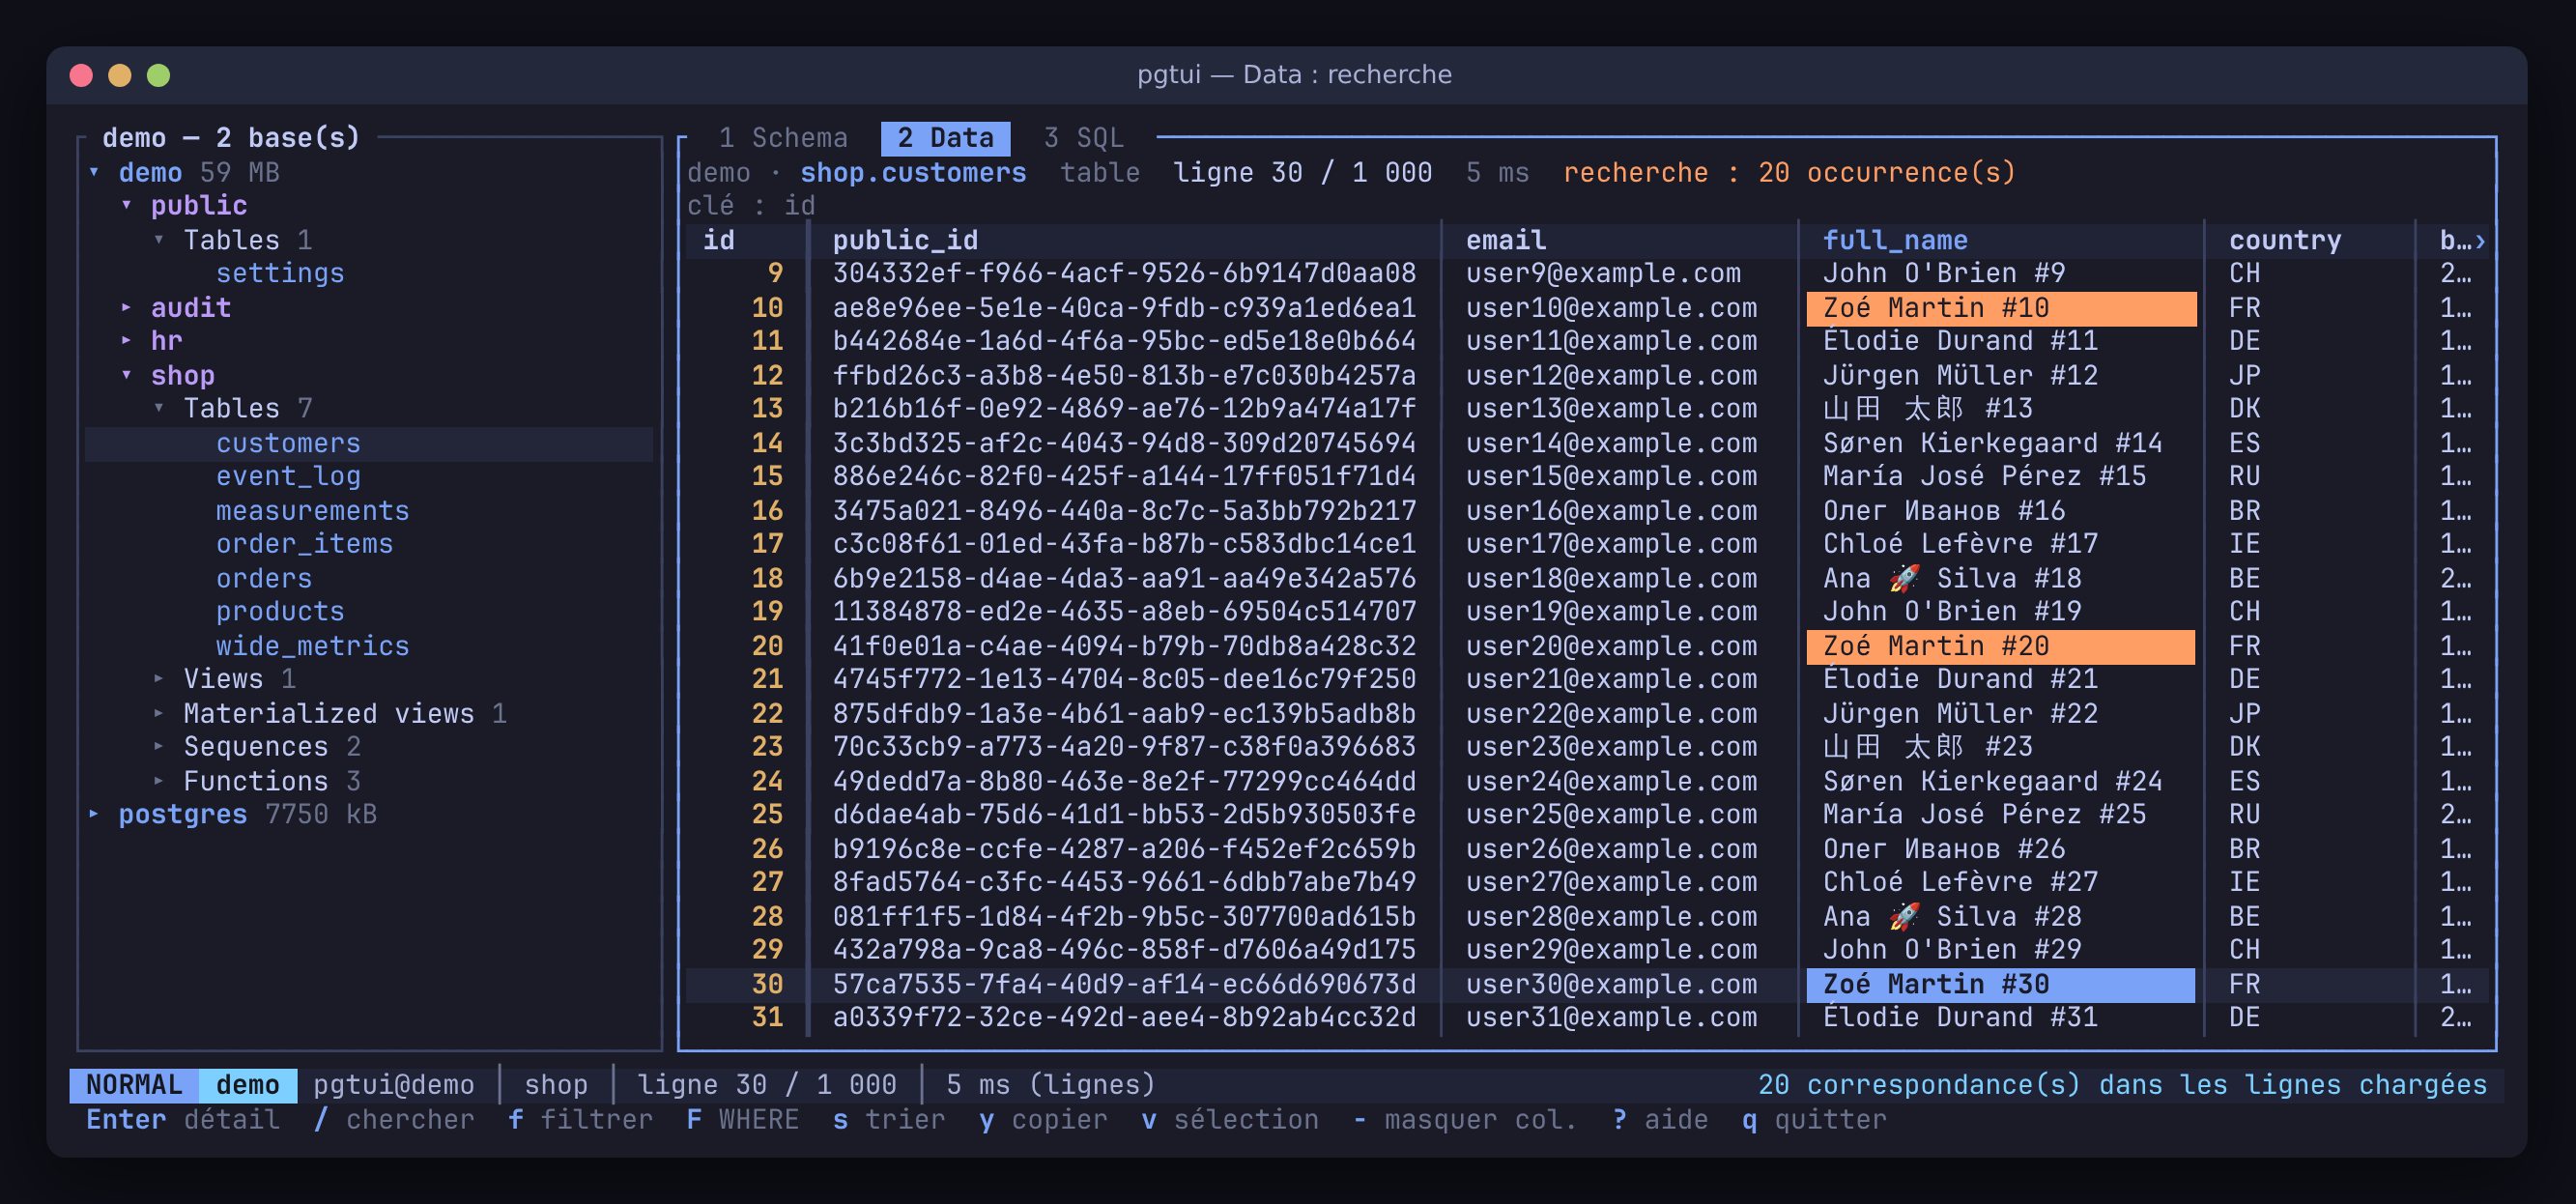 pgtui — Data : recherche
demo — 2 base(s)
▾ demo 59 MB
▾ public
▾ Tables 1
settings
▸ audit
▸ hr
▾ shop
▾ Tables 7
customers
event_log
measurements
order_items
orders
products
wide_metrics
▸ Views 1
▸ Materialized views 1
▸ Sequences 2
▸ Functions 3
▸ postgres 7750 kB
1 Schema 2 Data 3 SQL
demo · shop.customers table ligne 30 / 1 000 5 ms recherche : 20 occurrence(s)
clé : id
id public_id email full_name country b…›
9 304332ef-f966-4acf-9526-6b9147d0aa08 user9@example.com John O'Brien #9 CH 2…
10 ae8e96ee-5e1e-40ca-9fdb-c939a1ed6ea1 user10@example.com Zoé Martin #10 FR 1…
11 b442684e-1a6d-4f6a-95bc-ed5e18e0b664 user11@example.com Élodie Durand #11 DE 1…
12 ffbd26c3-a3b8-4e50-813b-e7c030b4257a user12@example.com Jürgen Müller #12 JP 1…
13 b216b16f-0e92-4869-ae76-12b9a474a17f user13@example.com 山田 太郎 #13 DK 1…
14 3c3bd325-af2c-4043-94d8-309d20745694 user14@example.com Søren Kierkegaard #14 ES 1…
15 886e246c-82f0-425f-a144-17ff051f71d4 user15@example.com María José Pérez #15 RU 1…
16 3475a021-8496-440a-8c7c-5a3bb792b217 user16@example.com Олег Иванов #16 BR 1…
17 c3c08f61-01ed-43fa-b87b-c583dbc14ce1 user17@example.com Chloé Lefèvre #17 IE 1…
18 6b9e2158-d4ae-4da3-aa91-aa49e342a576 user18@example.com Ana 🚀 Silva #18 BE 2…
19 11384878-ed2e-4635-a8eb-69504c514707 user19@example.com John O'Brien #19 CH 1…
20 41f0e01a-c4ae-4094-b79b-70db8a428c32 user20@example.com Zoé Martin #20 FR 1…
21 4745f772-1e13-4704-8c05-dee16c79f250 user21@example.com Élodie Durand #21 DE 1…
22 875dfdb9-1a3e-4b61-aab9-ec139b5adb8b user22@example.com Jürgen Müller #22 JP 1…
23 70c33cb9-a773-4a20-9f87-c38f0a396683 user23@example.com 山田 太郎 #23 DK 1…
24 49dedd7a-8b80-463e-8e2f-77299cc464dd user24@example.com Søren Kierkegaard #24 ES 1…
25 d6dae4ab-75d6-41d1-bb53-2d5b930503fe user25@example.com María José Pérez #25 RU 2…
26 b9196c8e-ccfe-4287-a206-f452ef2c659b user26@example.com Олег Иванов #26 BR 1…
27 8fad5764-c3fc-4453-9661-6dbb7abe7b49 user27@example.com Chloé Lefèvre #27 IE 1…
28 081ff1f5-1d84-4f2b-9b5c-307700ad615b user28@example.com Ana 🚀 Silva #28 BE 1…
29 432a798a-9ca8-496c-858f-d7606a49d175 user29@example.com John O'Brien #29 CH 1…
30 57ca7535-7fa4-40d9-af14-ec66d690673d user30@example.com Zoé Martin #30 FR 1…
31 a0339f72-32ce-492d-aee4-8b92ab4cc32d user31@example.com Élodie Durand #31 DE 2…
NORMAL demo pgtui@demo │ shop │ ligne 30 / 1 000 │ 5 ms (lignes) 20 correspondance(s) dans les lignes chargées
Enter détail / chercher f filtrer F WHERE s trier y copier v sélection - masquer col. ? aide q quitter